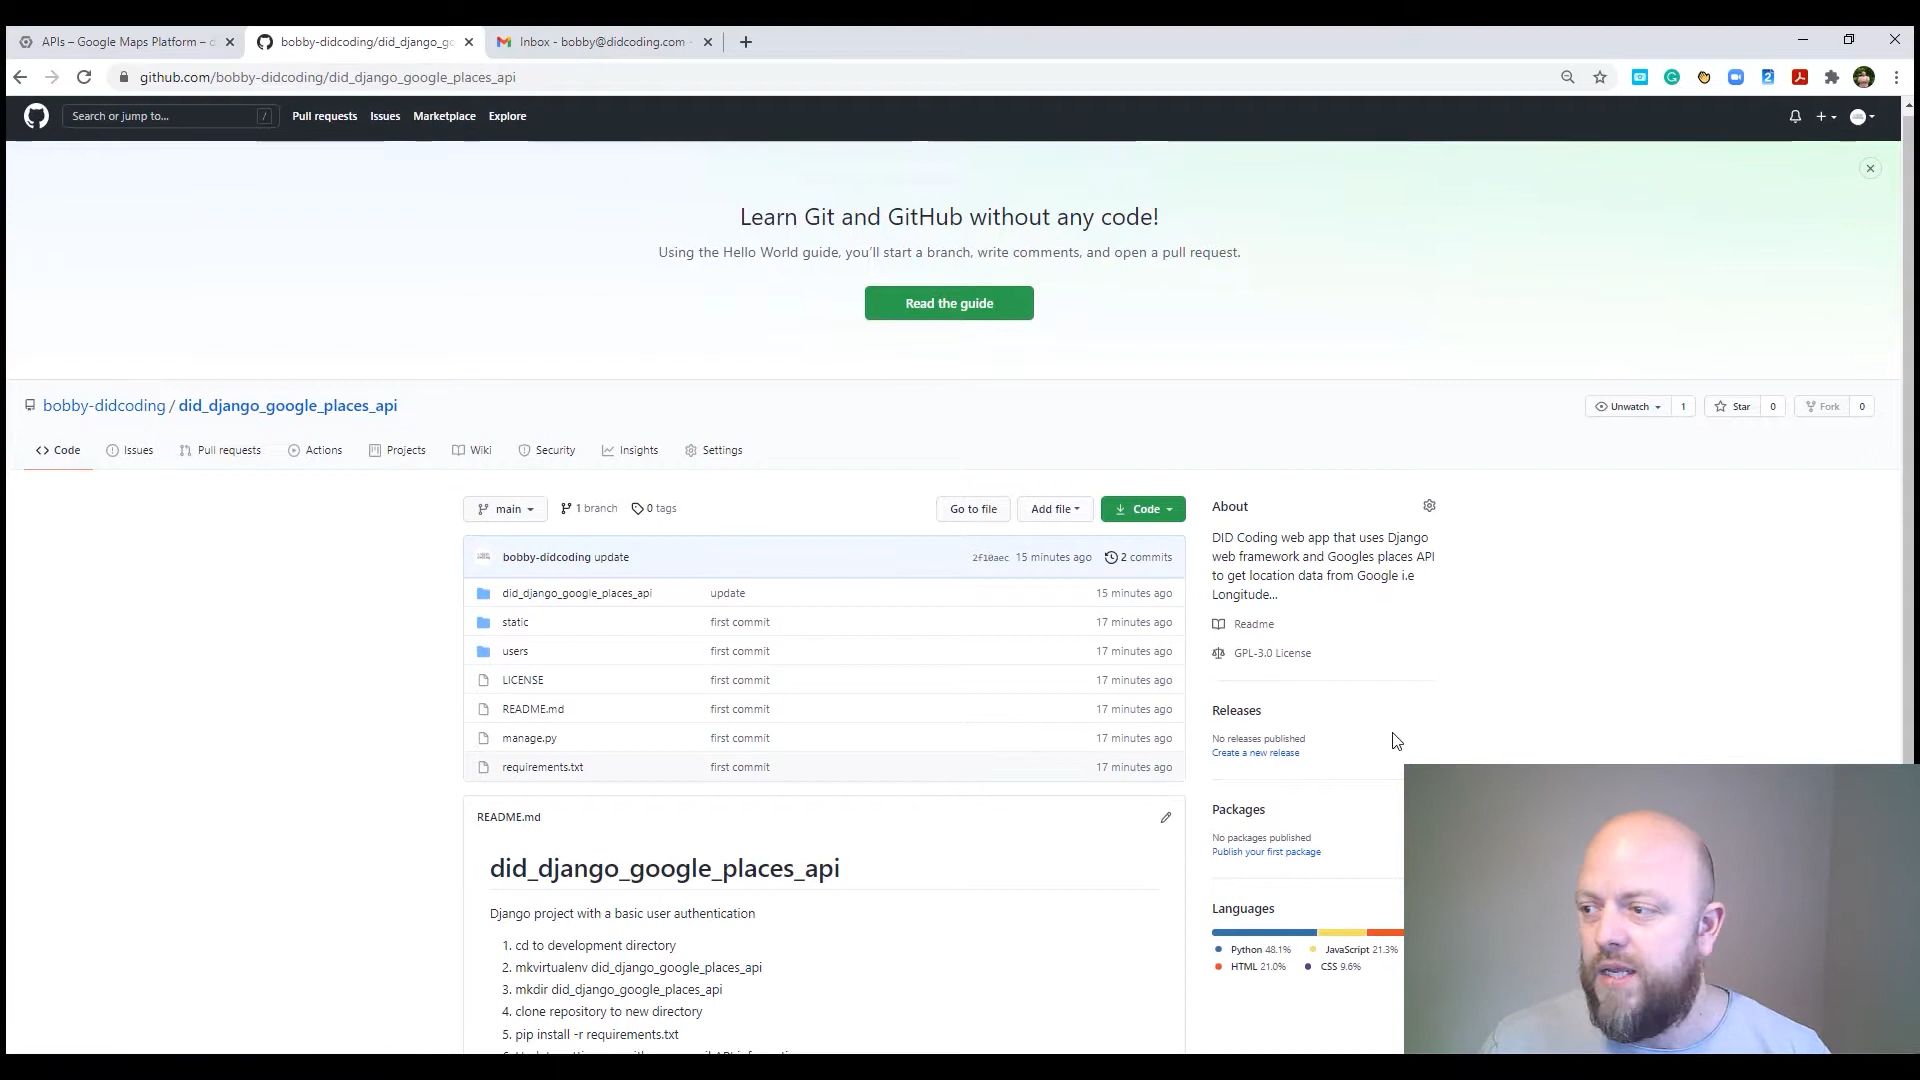 APIs – Google Maps Platform –
bobby-didcoding/did_django_go
Inbox - bobby@didcoding.com
github.com/bobby-didcoding/did_django_google_places_api
Search or jump to... /
Pull requests Issues Marketplace Explore
Learn Git and GitHub without any code!
Using the Hello World guide, you'll start a branch, write comments, and open a pull request.
Read the guide
bobby-didcoding / did_django_google_places_api
Unwatch 1 Star 0 Fork 0
Code Issues Pull requests Actions Projects Wiki Security Insights Settings
main 1 branch 0 tags Go to file Add file Code
bobby-didcoding update 2f10aec 15 minutes ago 2 commits
did_django_google_places_api update 15 minutes ago
static first commit 17 minutes ago
users first commit 17 minutes ago
LICENSE first commit 17 minutes ago
README.md first commit 17 minutes ago
manage.py first commit 17 minutes ago
requirements.txt first commit 17 minutes ago
About
DID Coding web app that uses Django
web framework and Googles places API
to get location data from Google i.e
Longitude...
Readme
GPL-3.0 License
Releases
No releases published
Create a new release
Packages
No packages published
Publish your first package
Languages
Python 48.1% JavaScript 21.3%
HTML 21.0% CSS 9.6%
README.md
did_django_google_places_api
Django project with a basic user authentication
1. cd to development directory
2. mkvirtualenv did_django_google_places_api
3. mkdir did_django_google_places_api
4. clone repository to new directory
5. pip install -r requirements.txt